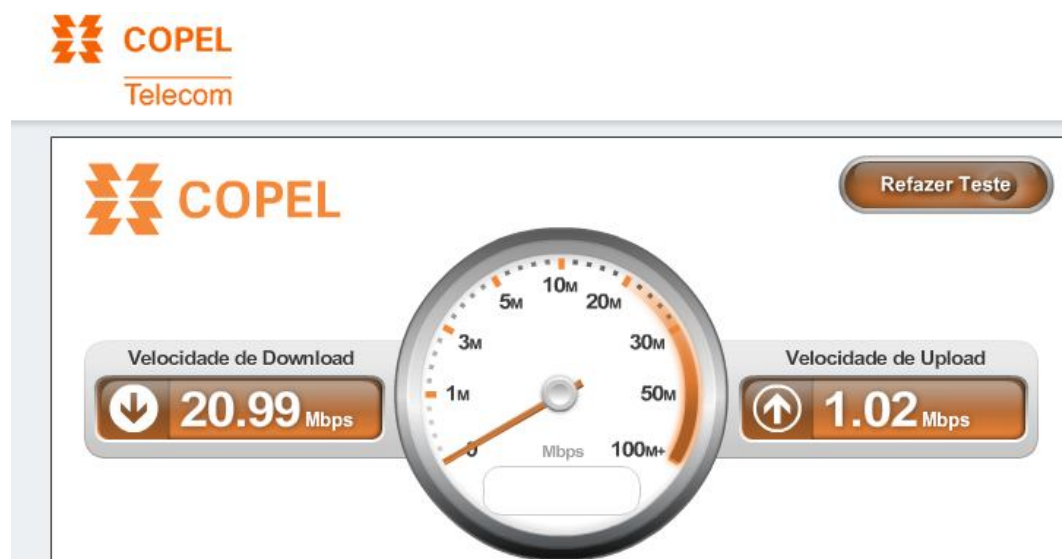 COPEL
Telecom
COPEL
Refazer Teste
Velocidade de Download
20.99 Mbps
0
1M
3M
5M
10M
20M
30M
50M
100M+
Mbps
Velocidade de Upload
1.02 Mbps